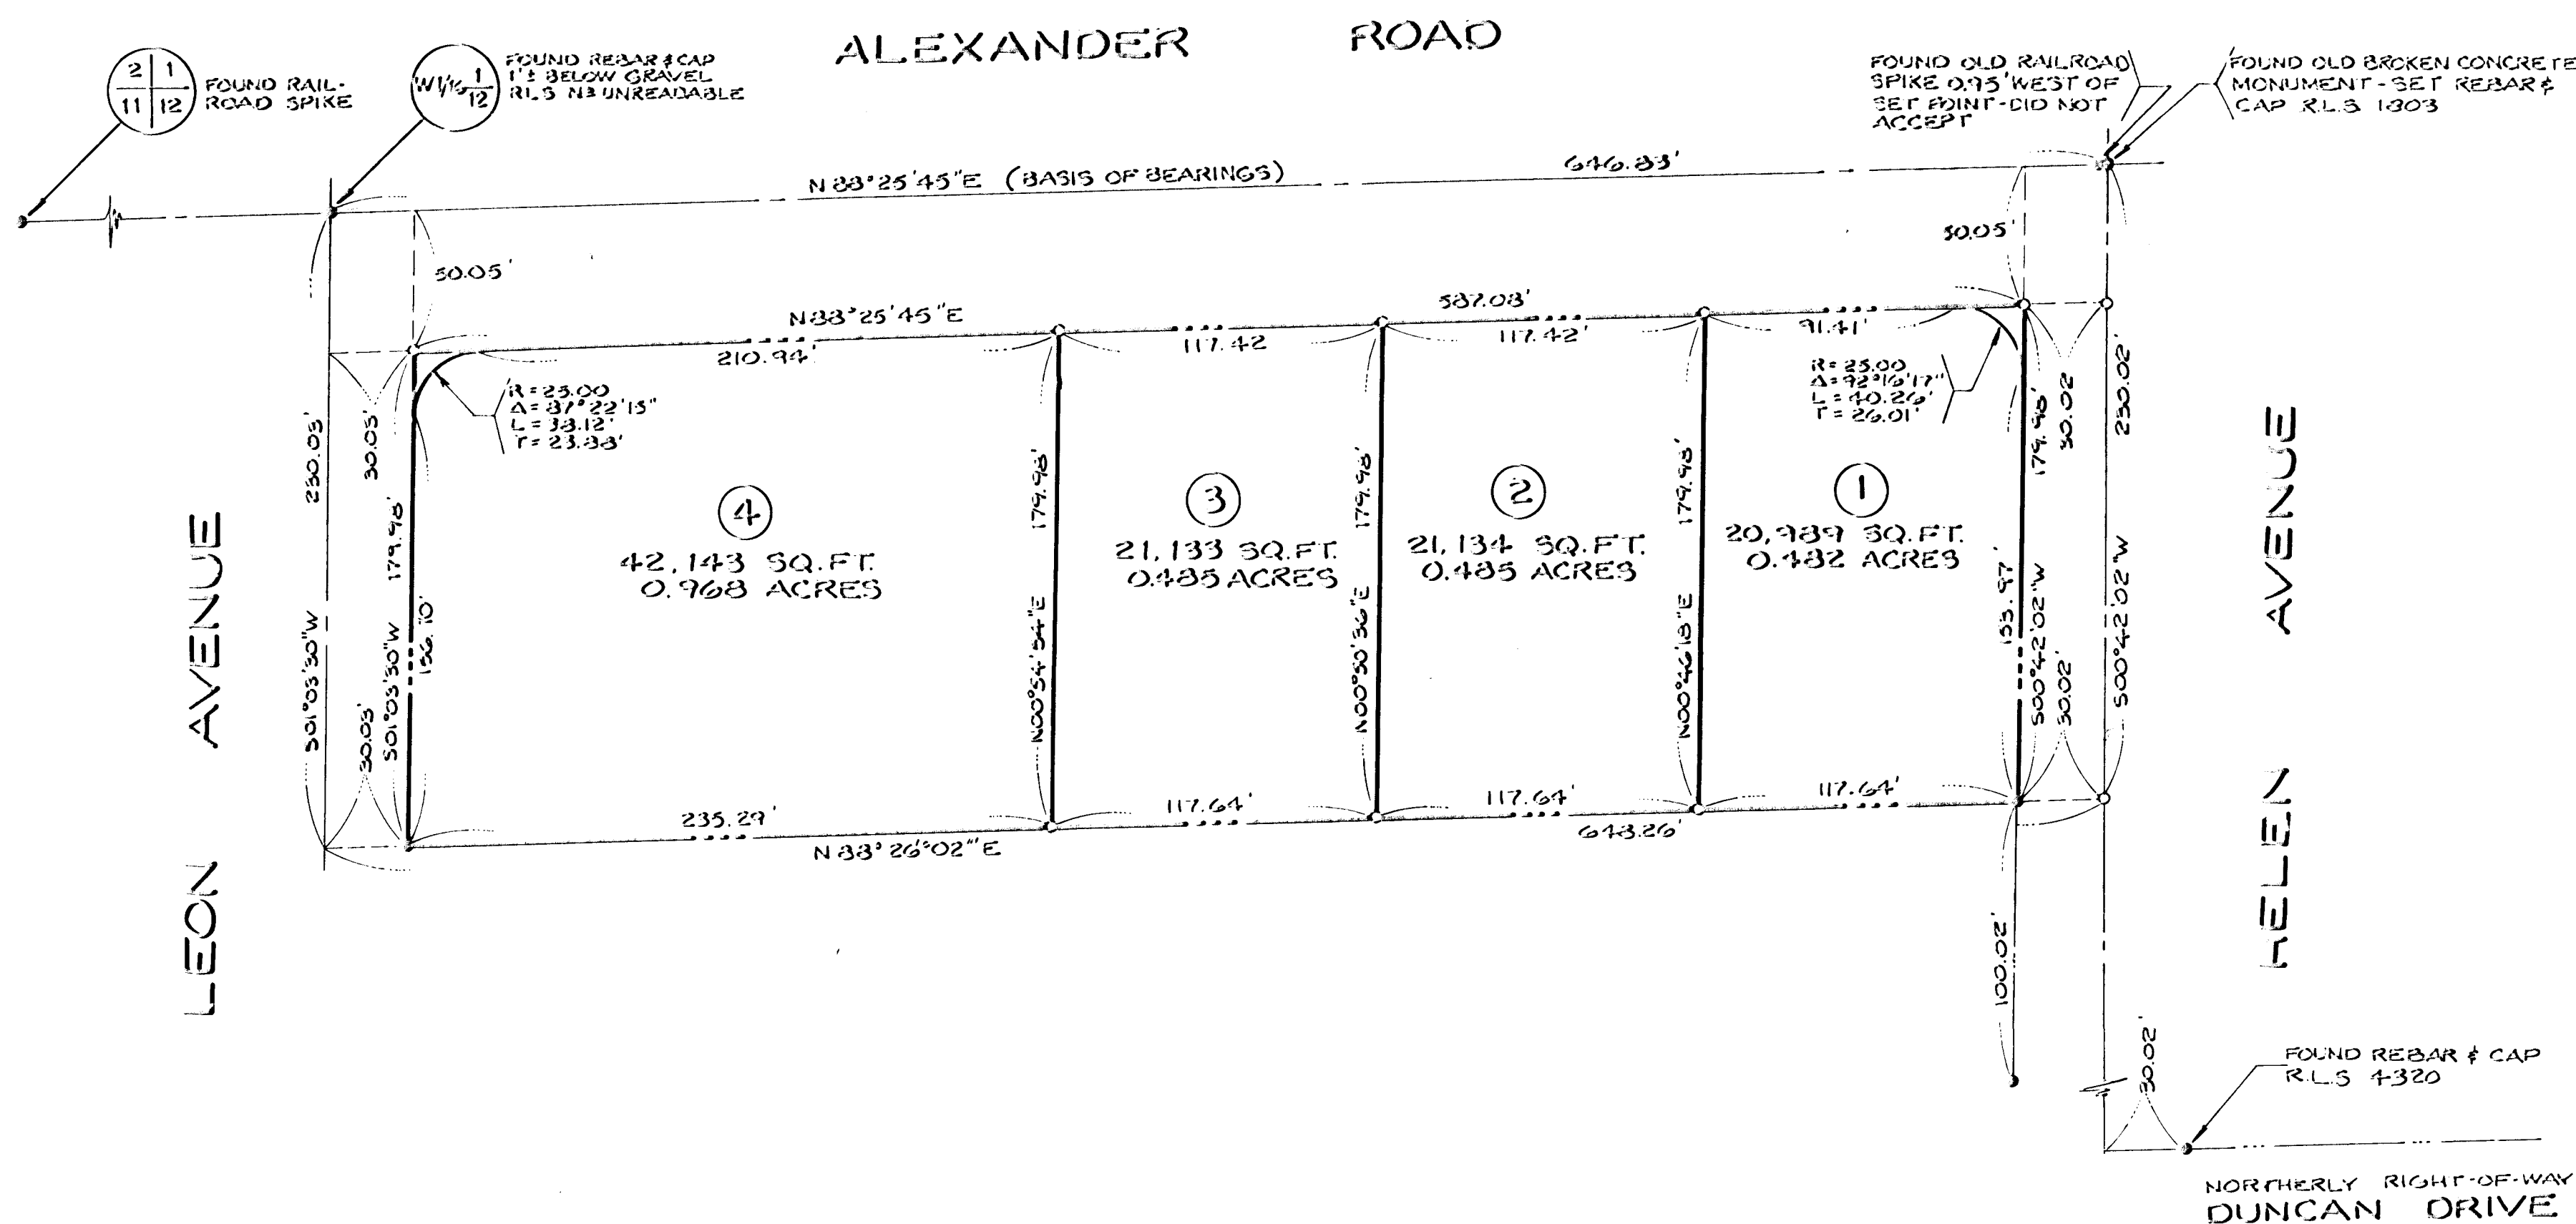 ALEXANDER ROAD
2 1
11 12
FOUND RAIL-
ROAD SPIKE
W1/16 1
12
FOUND REBAR & CAP
1'± BELOW GRAVEL
RLS Nº UNREADABLE
FOUND OLD RAILROAD
SPIKE 0.95' WEST OF
SET POINT - DID NOT
ACCEPT
FOUND OLD BROKEN CONCRETE
MONUMENT - SET REBAR &
CAP R.L.S 1803
N 88°25'45"E (BASIS OF BEARINGS)
646.83'
50.05'
50.05'
N 88°25'45"E
587.08'
210.94'
117.42
117.42'
91.41'
R=25.00
Δ=87°22'15"
L=38.12'
T=23.88'
R=25.00
Δ=92°16'17"
L=40.26'
T=26.01'
230.03'
30.03'
179.98'
179.98'
179.98'
179.98'
179.98'
30.02
230.02'
4
42,143 SQ.FT.
0.968 ACRES
3
21,133 SQ.FT.
0.485 ACRES
2
21,134 SQ.FT.
0.485 ACRES
1
20,989 SQ.FT.
0.482 ACRES
S01°03'30"W
30.03'
S01°03'30"W
156.10'
N00°54'54"E
N00°50'36"E
N00°46'18"E
153.97'
S00°42'02"W
30.02'
S00°42'02"W
235.29'
117.64'
117.64'
117.64'
N 88°26'02"E
648.26'
LEON AVENUE
HELEN AVENUE
100.02'
30.02'
FOUND REBAR & CAP
R.L.S 4320
NORTHERLY RIGHT-OF-WAY
DUNCAN DRIVE